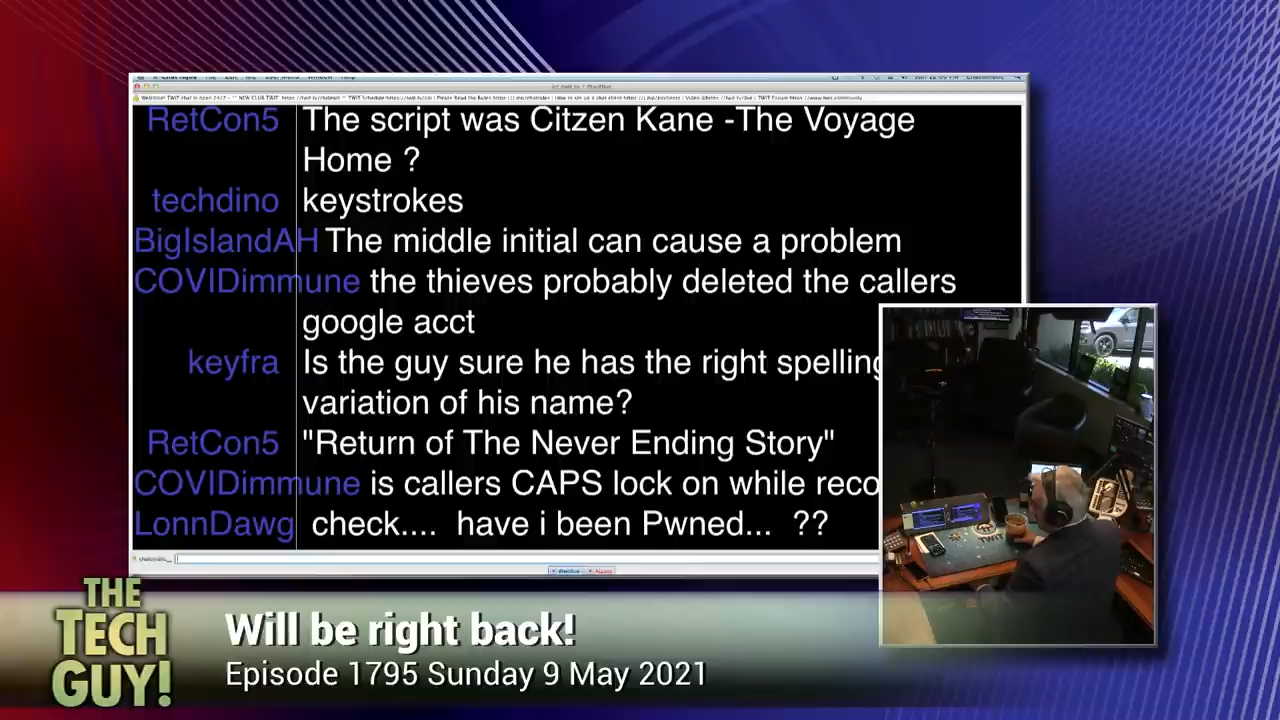 RetCon5 The script was Citzen Kane -The Voyage
Home ?
techdino keystrokes
BigIslandAH The middle initial can cause a problem
COVIDimmune the thieves probably deleted the callers
google acct
keyfra Is the guy sure he has the right spelling
variation of his name?
RetCon5 "Return of The Never Ending Story"
COVIDimmune is callers CAPS lock on while reco
LonnDawg check.... have i been Pwned... ??
TWiT
THE
TECH
GUY!
Will be right back!
Episode 1795 Sunday 9 May 2021